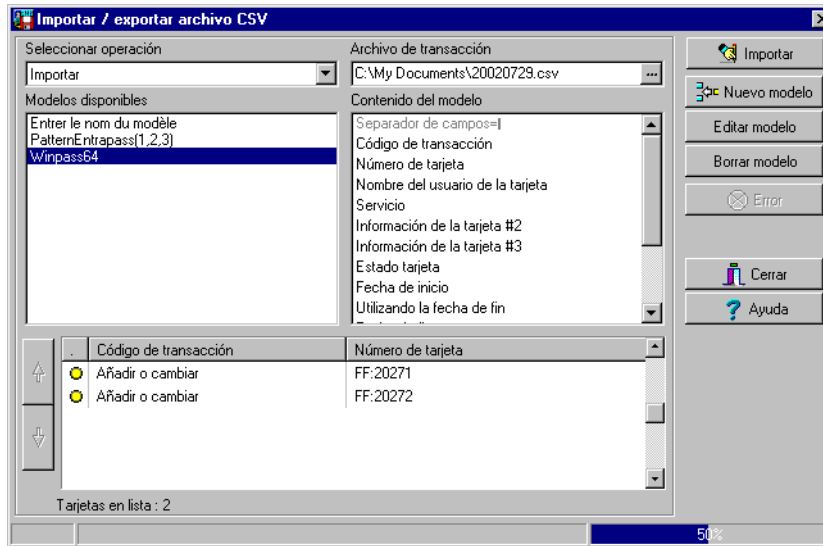 Importar / exportar archivo CSV
Seleccionar operación
Importar
Archivo de transacción
C:\My Documents\20020729.csv
...
Modelos disponibles
Entrer le nom du modèle
PatternEntrapass(1,2,3)
Winpass64
Contenido del modelo
Separador de campos=|
Código de transacción
Número de tarjeta
Nombre del usuario de la tarjeta
Servicio
Información de la tarjeta #2
Información de la tarjeta #3
Estado tarjeta
Fecha de inicio
Utilizando la fecha de fin
Importar
Nuevo modelo
Editar modelo
Borrar modelo
Error
Cerrar
Ayuda
. Código de transacción Número de tarjeta
Añadir o cambiar FF:20271
Añadir o cambiar FF:20272
Tarjetas en lista : 2
50%